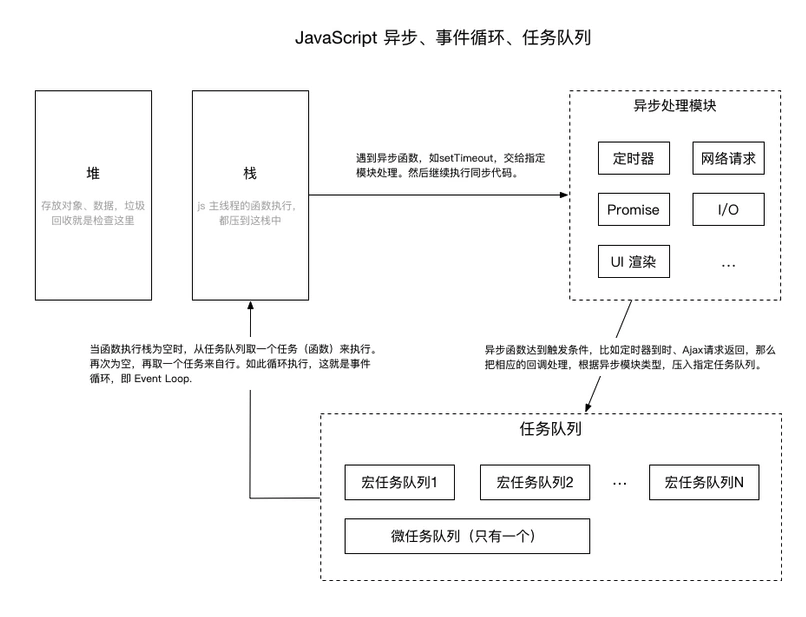 JavaScript 异步、事件循环、任务队列
堆
存放对象、数据，垃圾
回收就是检查这里
栈
js 主线程的函数执行，
都压到这栈中
遇到异步函数，如setTimeout，交给指定
模块处理。然后继续执行同步代码。
异步处理模块
定时器
网络请求
Promise
I/O
UI 渲染
...
当函数执行栈为空时，从任务队列取一个任务（函数）来执行。
再次为空，再取一个任务来自行。如此循环执行，这就是事件
循环，即 Event Loop.
异步函数达到触发条件，比如定时器到时、Ajax请求返回，那么
把相应的回调处理，根据异步模块类型，压入指定任务队列。
任务队列
宏任务队列1
宏任务队列2
...
宏任务队列N
微任务队列（只有一个）